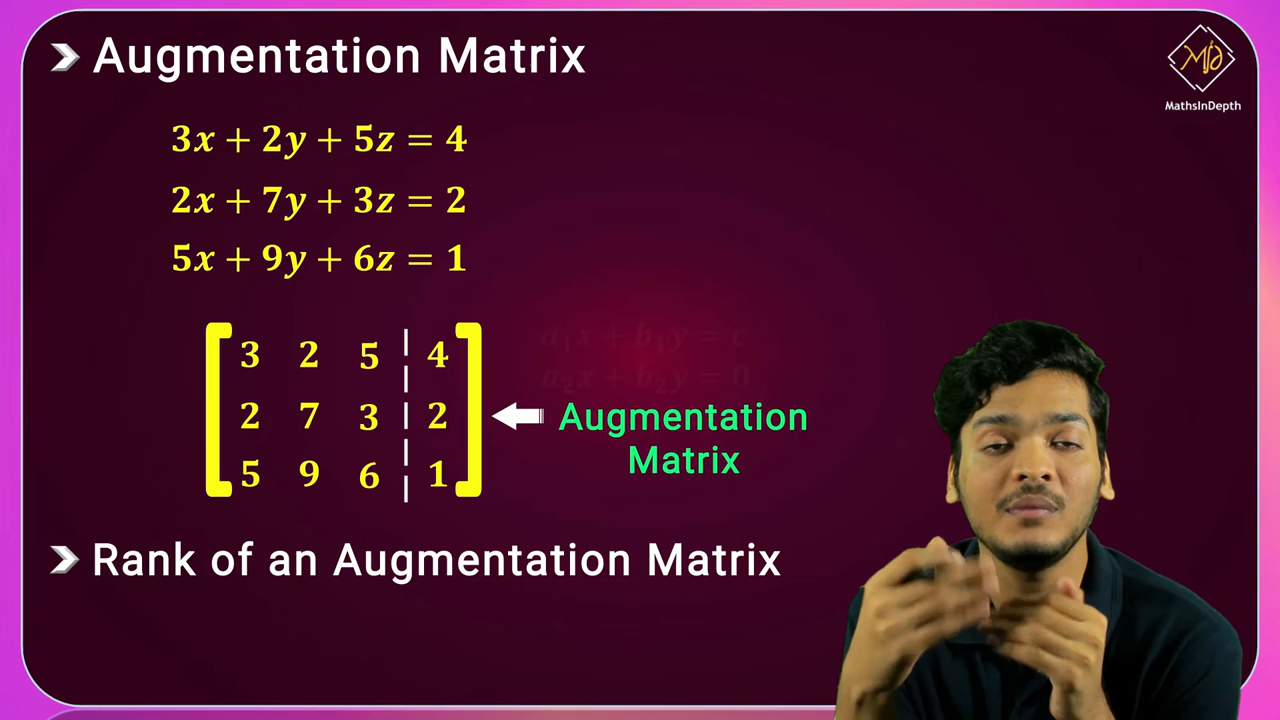 Augmentation Matrix
MathsInDepth
3x + 2y + 5z = 4
2x + 7y + 3z = 2
5x + 9y + 6z = 1
3 2 5 4
2 7 3 2
5 9 6 1
Augmentation
Matrix
Rank of an Augmentation Matrix